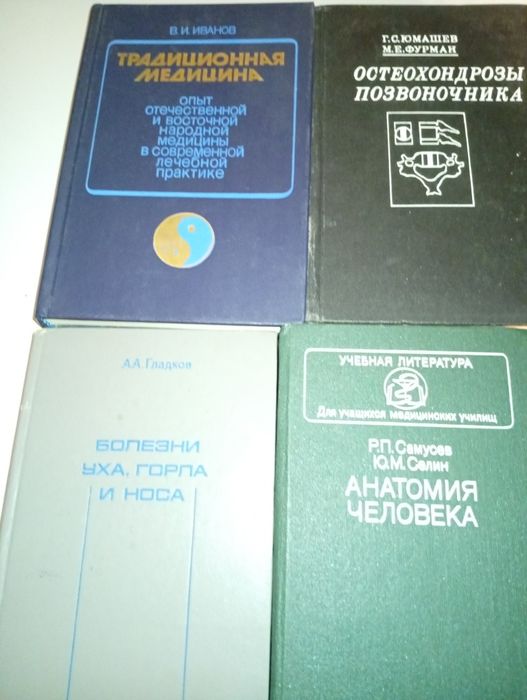 В.И. ИВАНОВ
ТРАДИЦИОННАЯ
МЕДИЦИНА
ОПЫТ
ОТЕЧЕСТВЕННОЙ
И ВОСТОЧНОЙ
НАРОДНОЙ
МЕДИЦИНЫ
В СОВРЕМЕННОЙ
ЛЕЧЕБНОЙ
ПРАКТИКЕ
Г.С.ЮМАШЕВ
М.Е.ФУРМАН
ОСТЕОХОНДРОЗЫ
ПОЗВОНОЧНИКА
А.А.Гладков
БОЛЕЗНИ
УХА, ГОРЛА
И НОСА
УЧЕБНАЯ ЛИТЕРАТУРА
Для учащихся медицинских училищ
Р.П.Самусев
Ю.М.Селин
АНАТОМИЯ
ЧЕЛОВЕКА